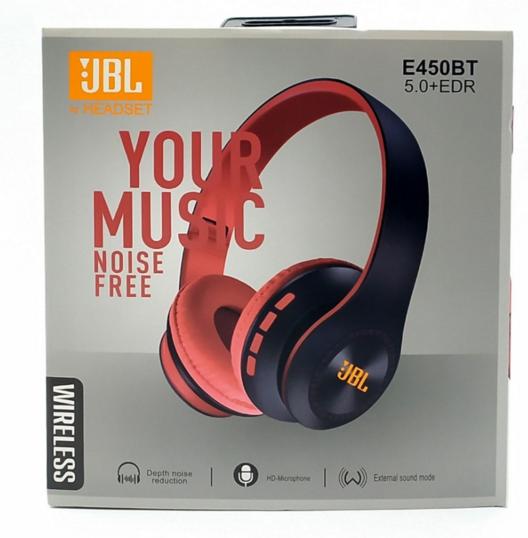 JBL
HEADSET
E450BT
5.0+EDR
YOUR
MUSIC
NOISE
FREE
JBL
WIRELESS
Depth noise
reduction
HD-Microphone
External sound mode